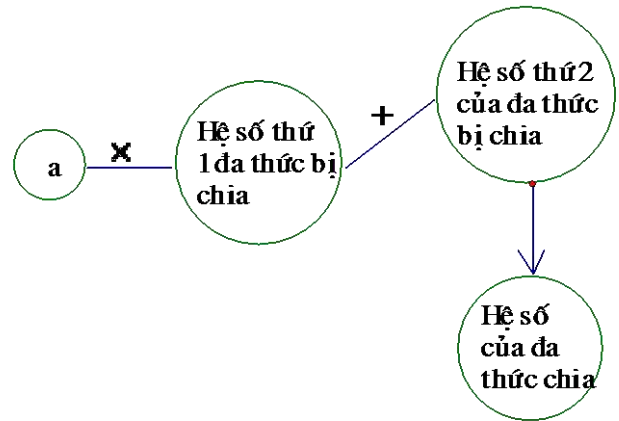 a
x
Hệ số thứ
1 đa thức bị
chia
+
Hệ số thứ 2
của đa thức
bị chia
Hệ số
của đa
thức chia